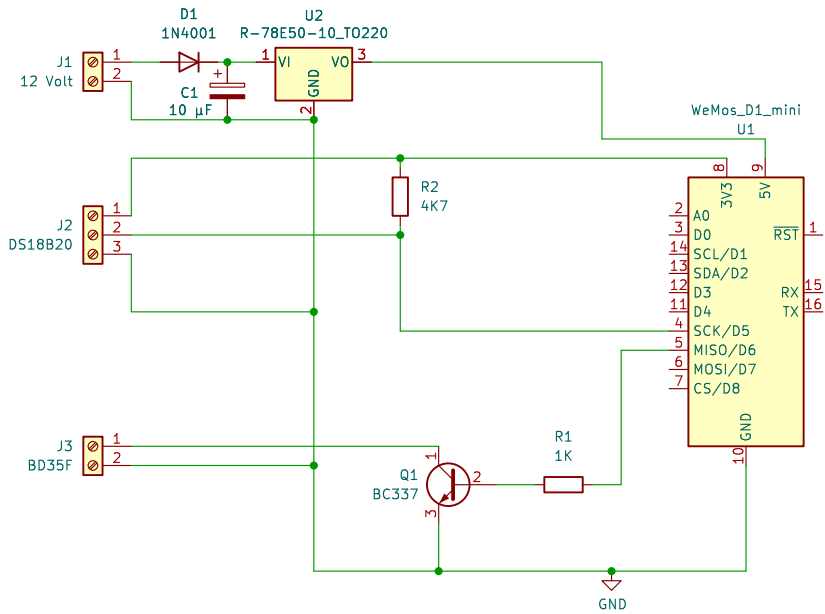 D1
1N4001
U2
R-78E50-10_TO220
J1
12 Volt
1
2
+
C1
10 µF
1
VI
VO
3
GND
2
WeMos_D1_mini
U1
8
9
3V3
5V
R2
4K7
J2
DS18B20
1
2
3
2
A0
3
D0
14
SCL/D1
13
SDA/D2
12
D3
11
D4
4
SCK/D5
5
MISO/D6
6
MOSI/D7
7
CS/D8
RST
1
RX
15
TX
16
GND
10
J3
BD35F
1
2
Q1
BC337
1
2
3
R1
1K
GND